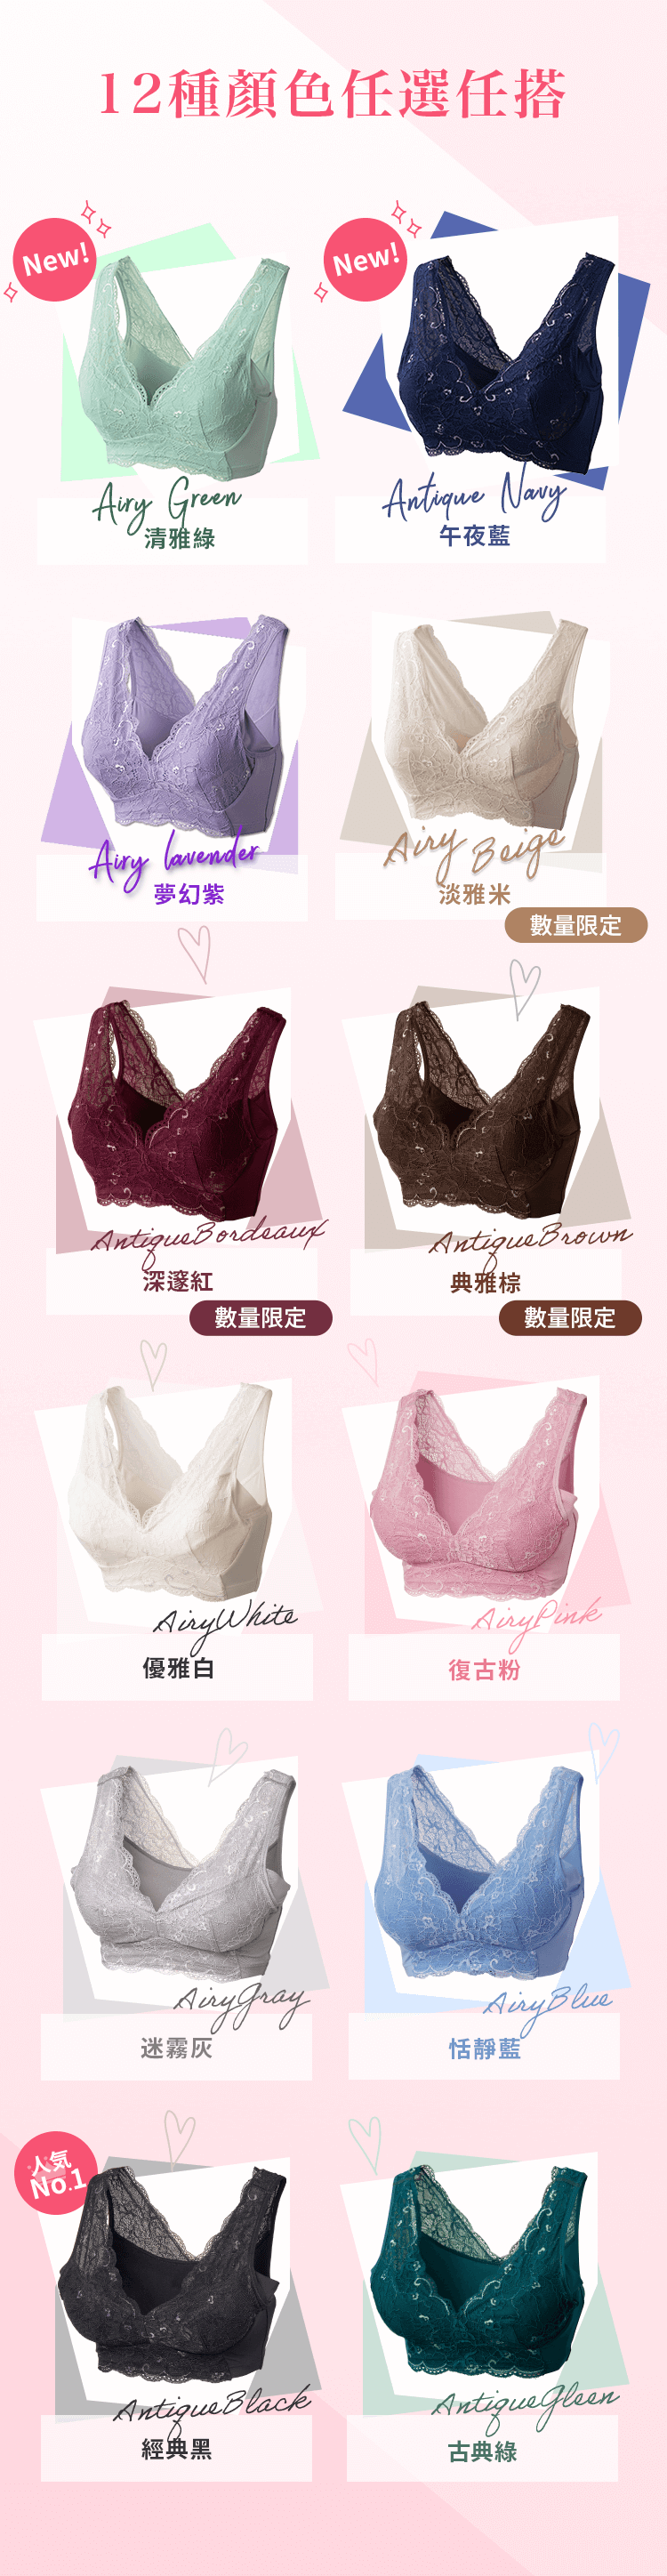 12種顏色任選任搭
New!
New!
Airy Green
清雅綠
Antique Navy
午夜藍
Airy lavender
夢幻紫
Airy Beige
淡雅米
數量限定
AntiqueBordeaux
深邃紅
數量限定
AntiqueBrown
典雅棕
數量限定
AiryWhite
優雅白
AiryPink
復古粉
AiryGray
迷霧灰
AiryBlue
恬靜藍
人気
No.1
AntiqueBlack
經典黑
AntiqueGleen
古典綠